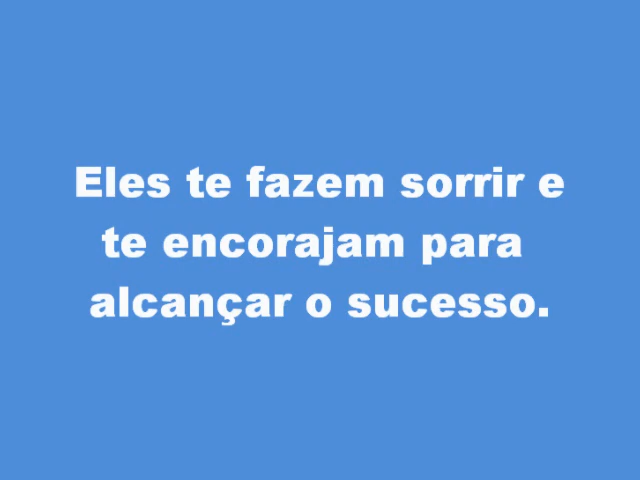 Eles te fazem sorrir e
te encorajam para
alcançar o sucesso.